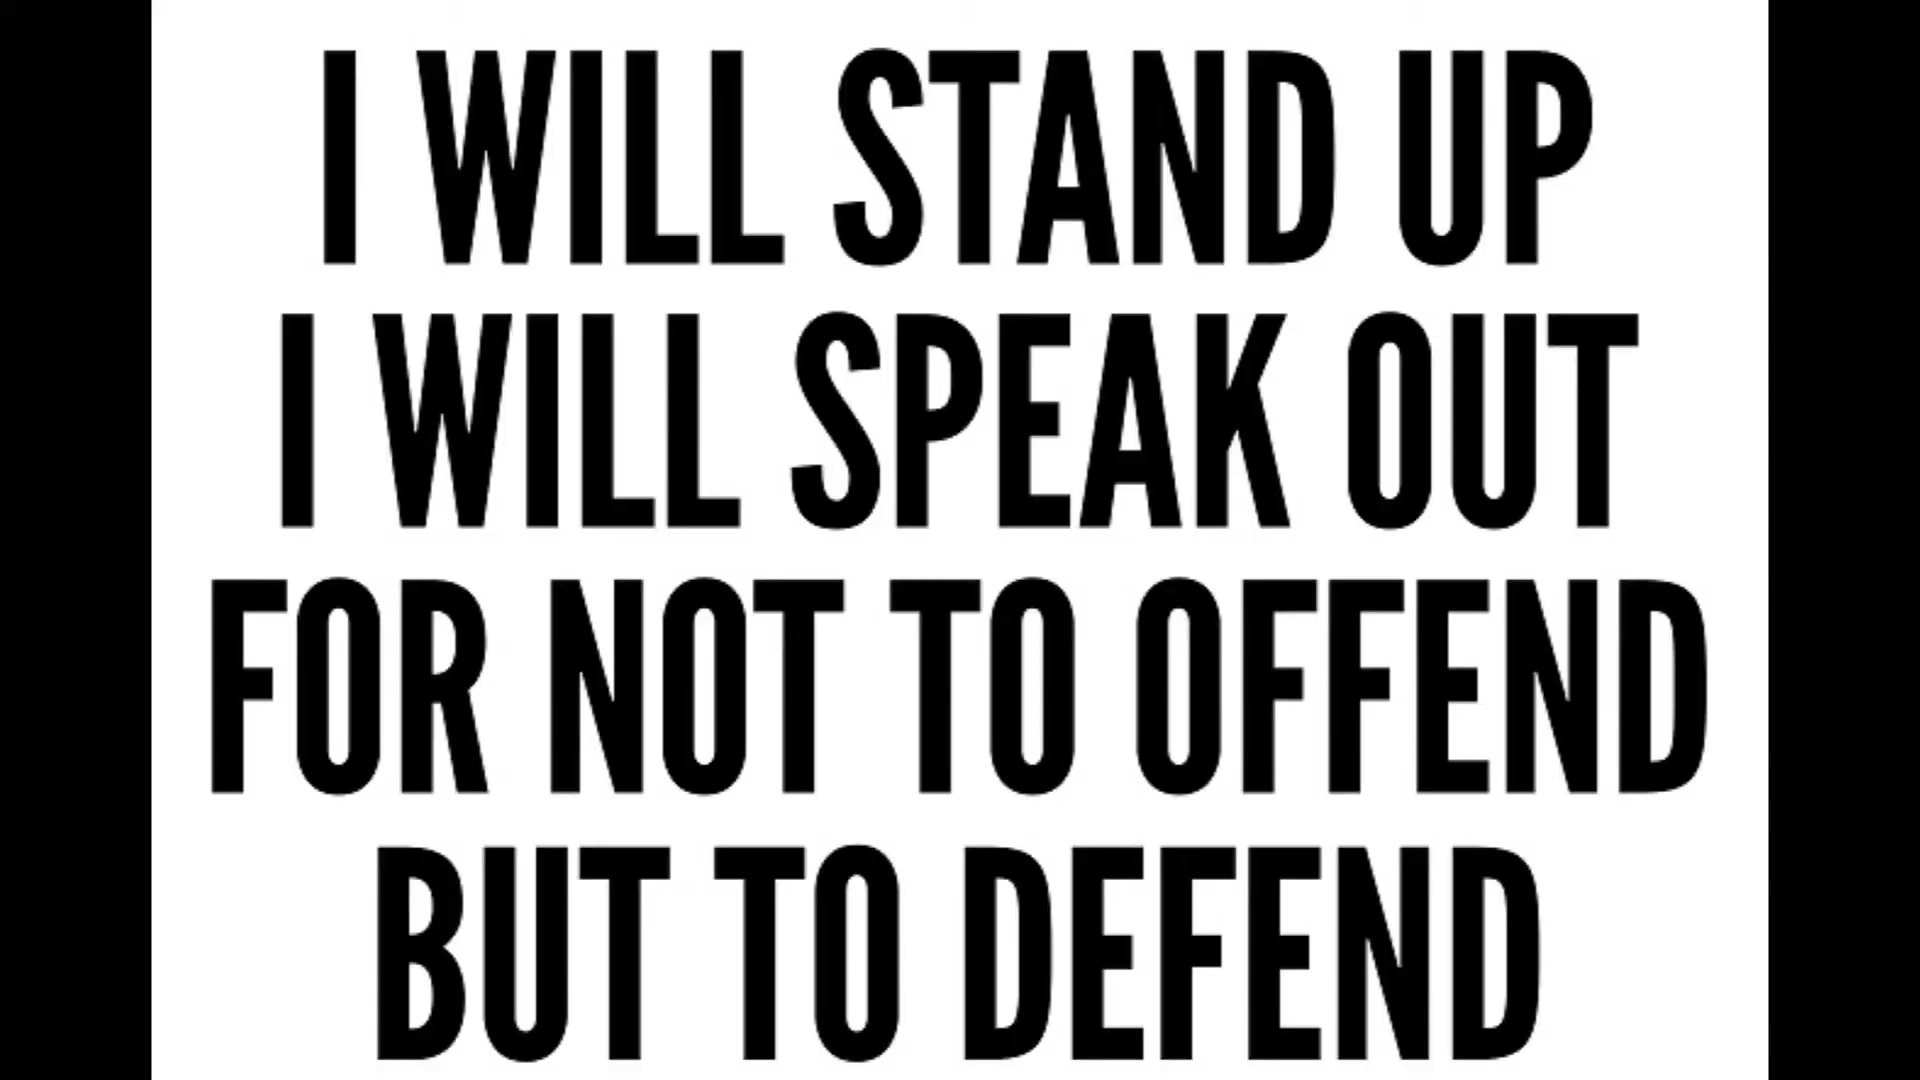 I WILL STAND UP
I WILL SPEAK OUT
FOR NOT TO OFFEND
BUT TO DEFEND